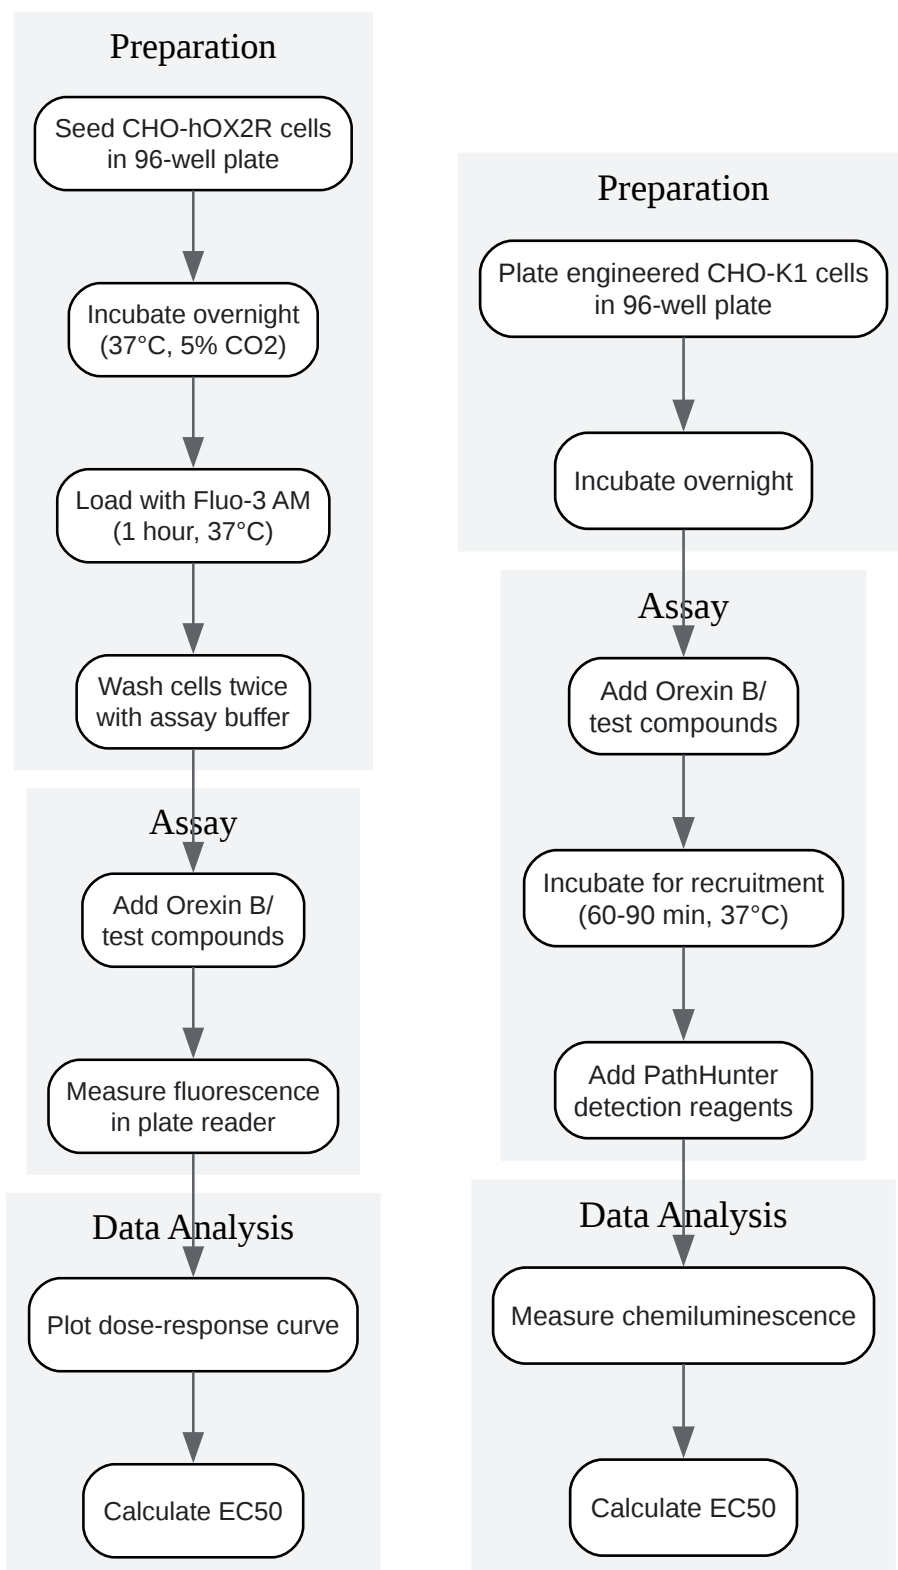 Preparation
Seed CHO-hOX2R cells
in 96-well plate
Incubate overnight
(37°C, 5% CO2)
Load with Fluo-3 AM
(1 hour, 37°C)
Wash cells twice
with assay buffer
Assay
Add Orexin B/
test compounds
Measure fluorescence
in plate reader
Data Analysis
Plot dose-response curve
Calculate EC50
Preparation
Plate engineered CHO-K1 cells
in 96-well plate
Incubate overnight
Assay
Add Orexin B/
test compounds
Incubate for recruitment
(60-90 min, 37°C)
Add PathHunter
detection reagents
Data Analysis
Measure chemiluminescence
Calculate EC50